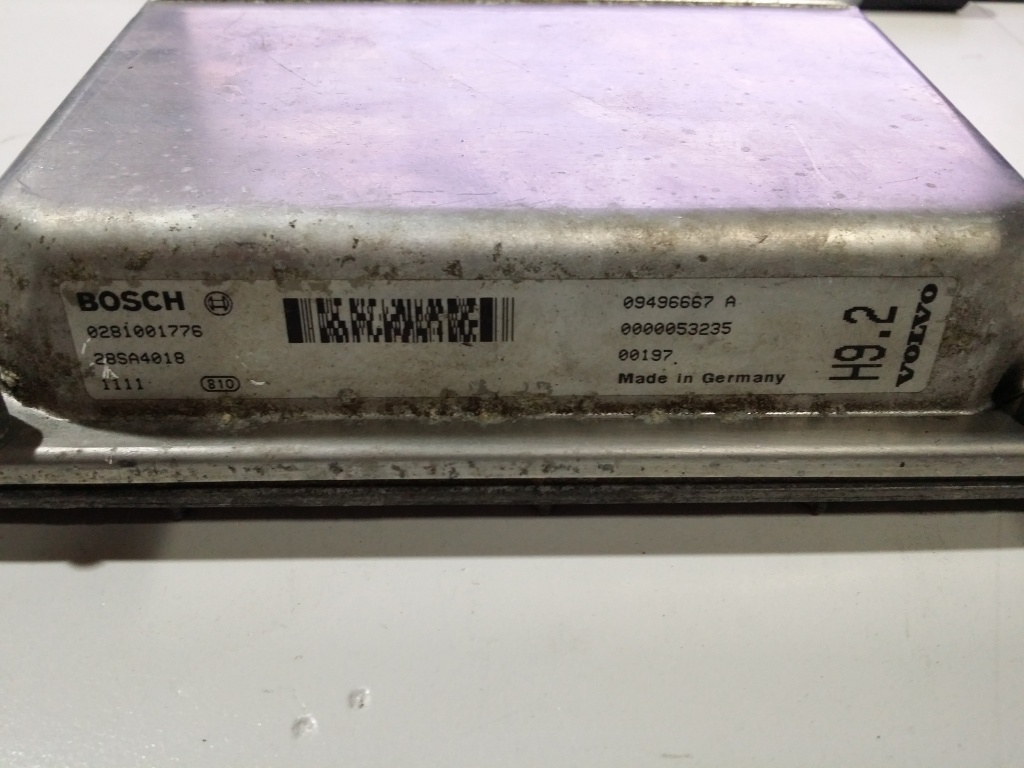 BOSCH
0281001776
28SA4018
1111 810
09496667 A
0000053235
00197
Made in Germany
H9.2
VOLVO